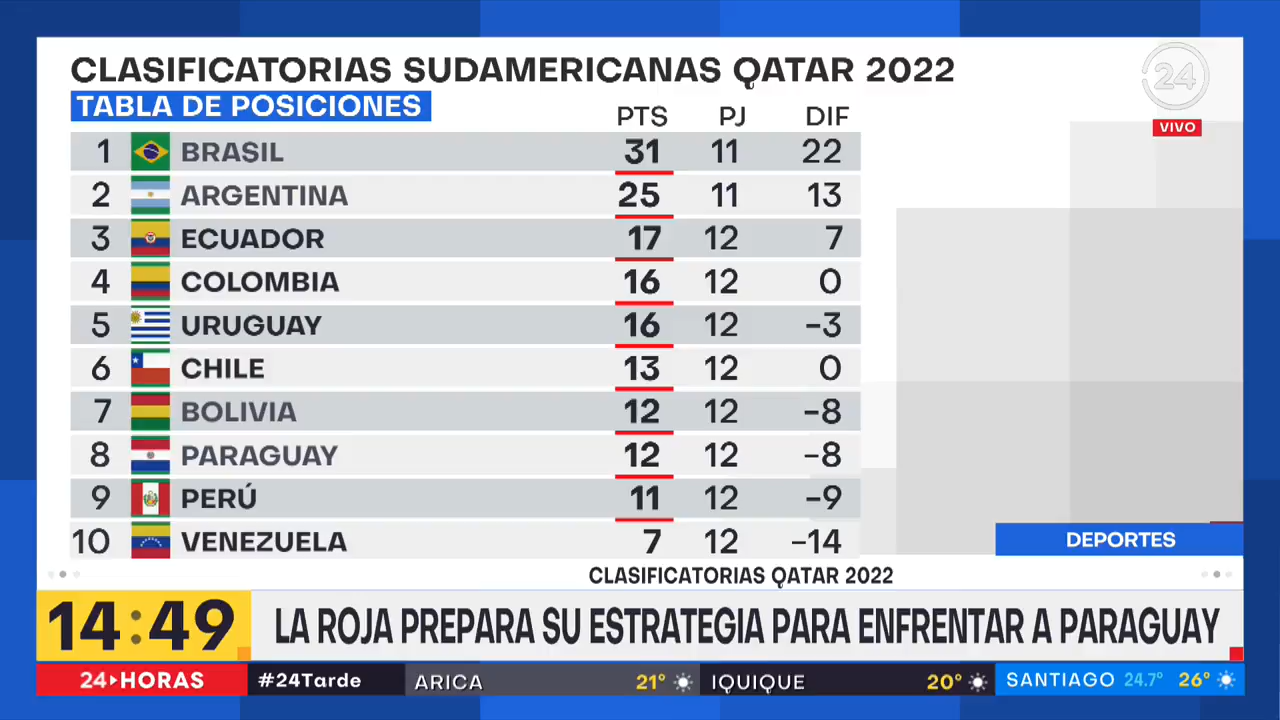 CLASIFICATORIAS SUDAMERICANAS QATAR 2022
24
VIVO
TABLA DE POSICIONES
PTS PJ DIF
1 BRASIL 31 11 22
2 ARGENTINA 25 11 13
3 ECUADOR 17 12 7
4 COLOMBIA 16 12 0
5 URUGUAY 16 12 -3
6 CHILE 13 12 0
7 BOLIVIA 12 12 -8
8 PARAGUAY 12 12 -8
9 PERÚ 11 12 -9
10 VENEZUELA 7 12 -14
DEPORTES
CLASIFICATORIAS QATAR 2022
14:49 LA ROJA PREPARA SU ESTRATEGIA PARA ENFRENTAR A PARAGUAY
24 HORAS #24Tarde ARICA 21° IQUIQUE 20° SANTIAGO 24.7° 26°